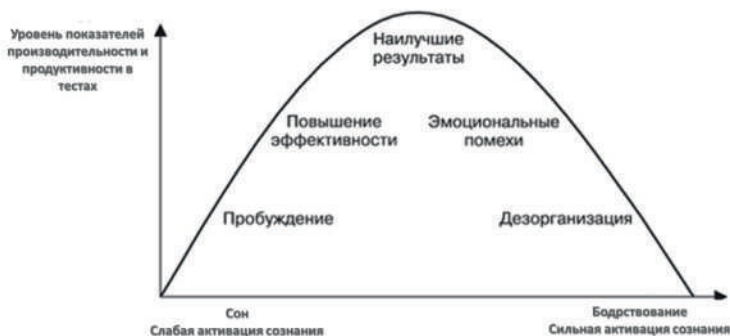 Уровень показателей
производительности и
продуктивности в
тестах
Наилучшие
результаты
Повышение
эффективности
Эмоциональные
помехи
Пробуждение
Дезорганизация
Сон
Слабая активация сознания
Бодрствование
Сильная активация сознания